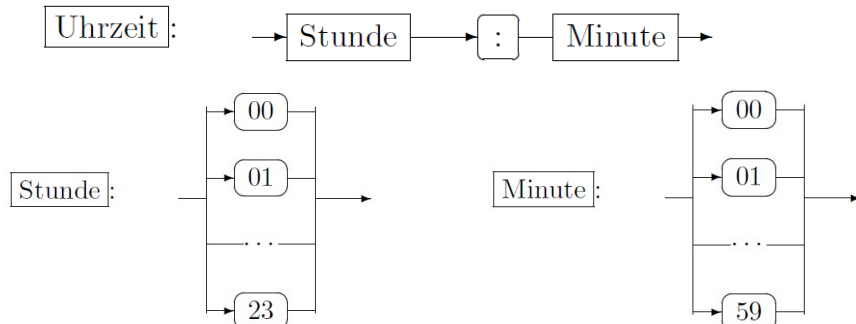 Uhrzeit: Stunde : Minute
00 00
Stunde: 01 Minute: 01
... ...
23 59